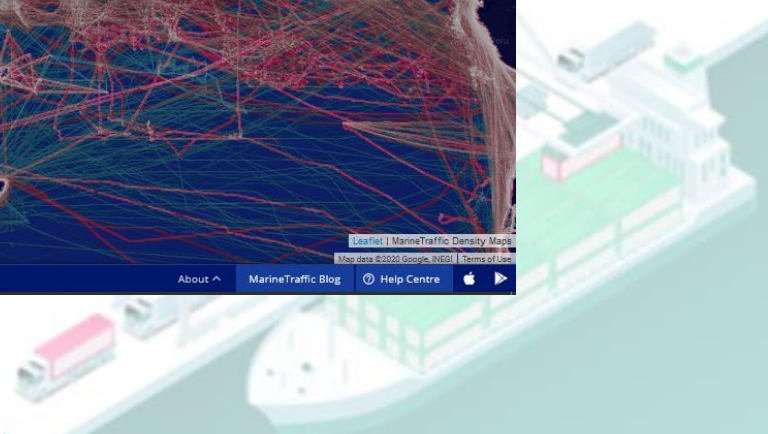 Leaflet | MarineTraffic Density Maps
Map data ©2020 Google, INEGI | Terms of Use
About MarineTraffic Blog Help Centre